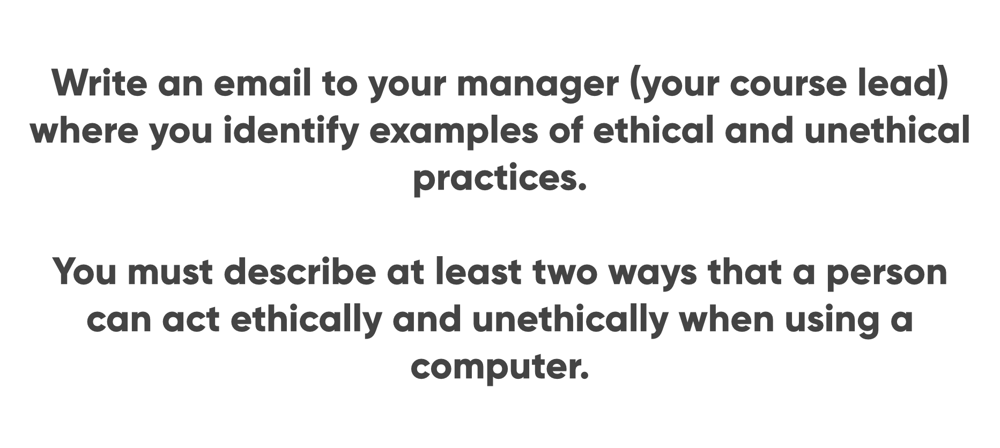 Write an email to your manager (your course lead)
where you identify examples of ethical and unethical
practices.
You must describe at least two ways that a person
can act ethically and unethically when using a
computer.